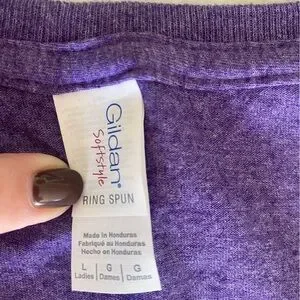 Gildan
Softstyle
RING SPUN
Made in Honduras
Fabriqué au Honduras
Hecho en Honduras
L G G
Ladies Dames Damas